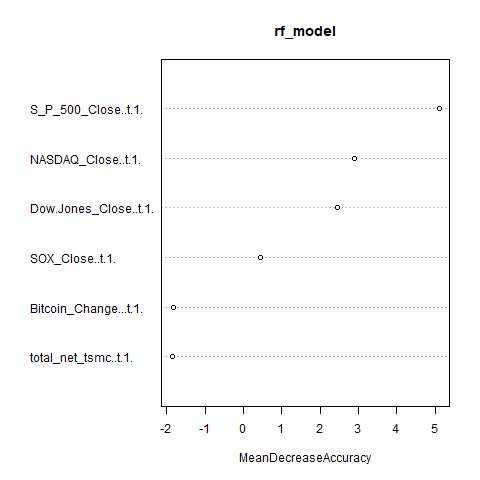 rf_model
S_P_500_Close..t.1.
NASDAQ_Close..t.1.
Dow.Jones_Close..t.1.
SOX_Close..t.1.
Bitcoin_Change...t.1.
total_net_tsmc..t.1.
-2 -1 0 1 2 3 4 5
MeanDecreaseAccuracy